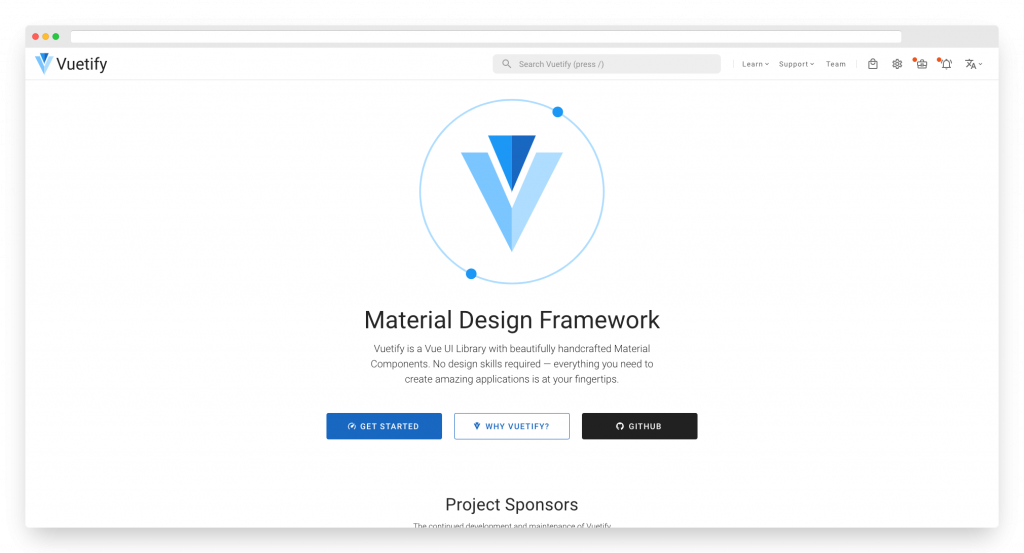 Vuetify
Search Vuetify (press /)
Learn
Support
Team
Material Design Framework
Vuetify is a Vue UI Library with beautifully handcrafted Material
Components. No design skills required — everything you need to
create amazing applications is at your fingertips.
GET STARTED
WHY VUETIFY?
GITHUB
Project Sponsors
The continued development and maintenance of Vuetify